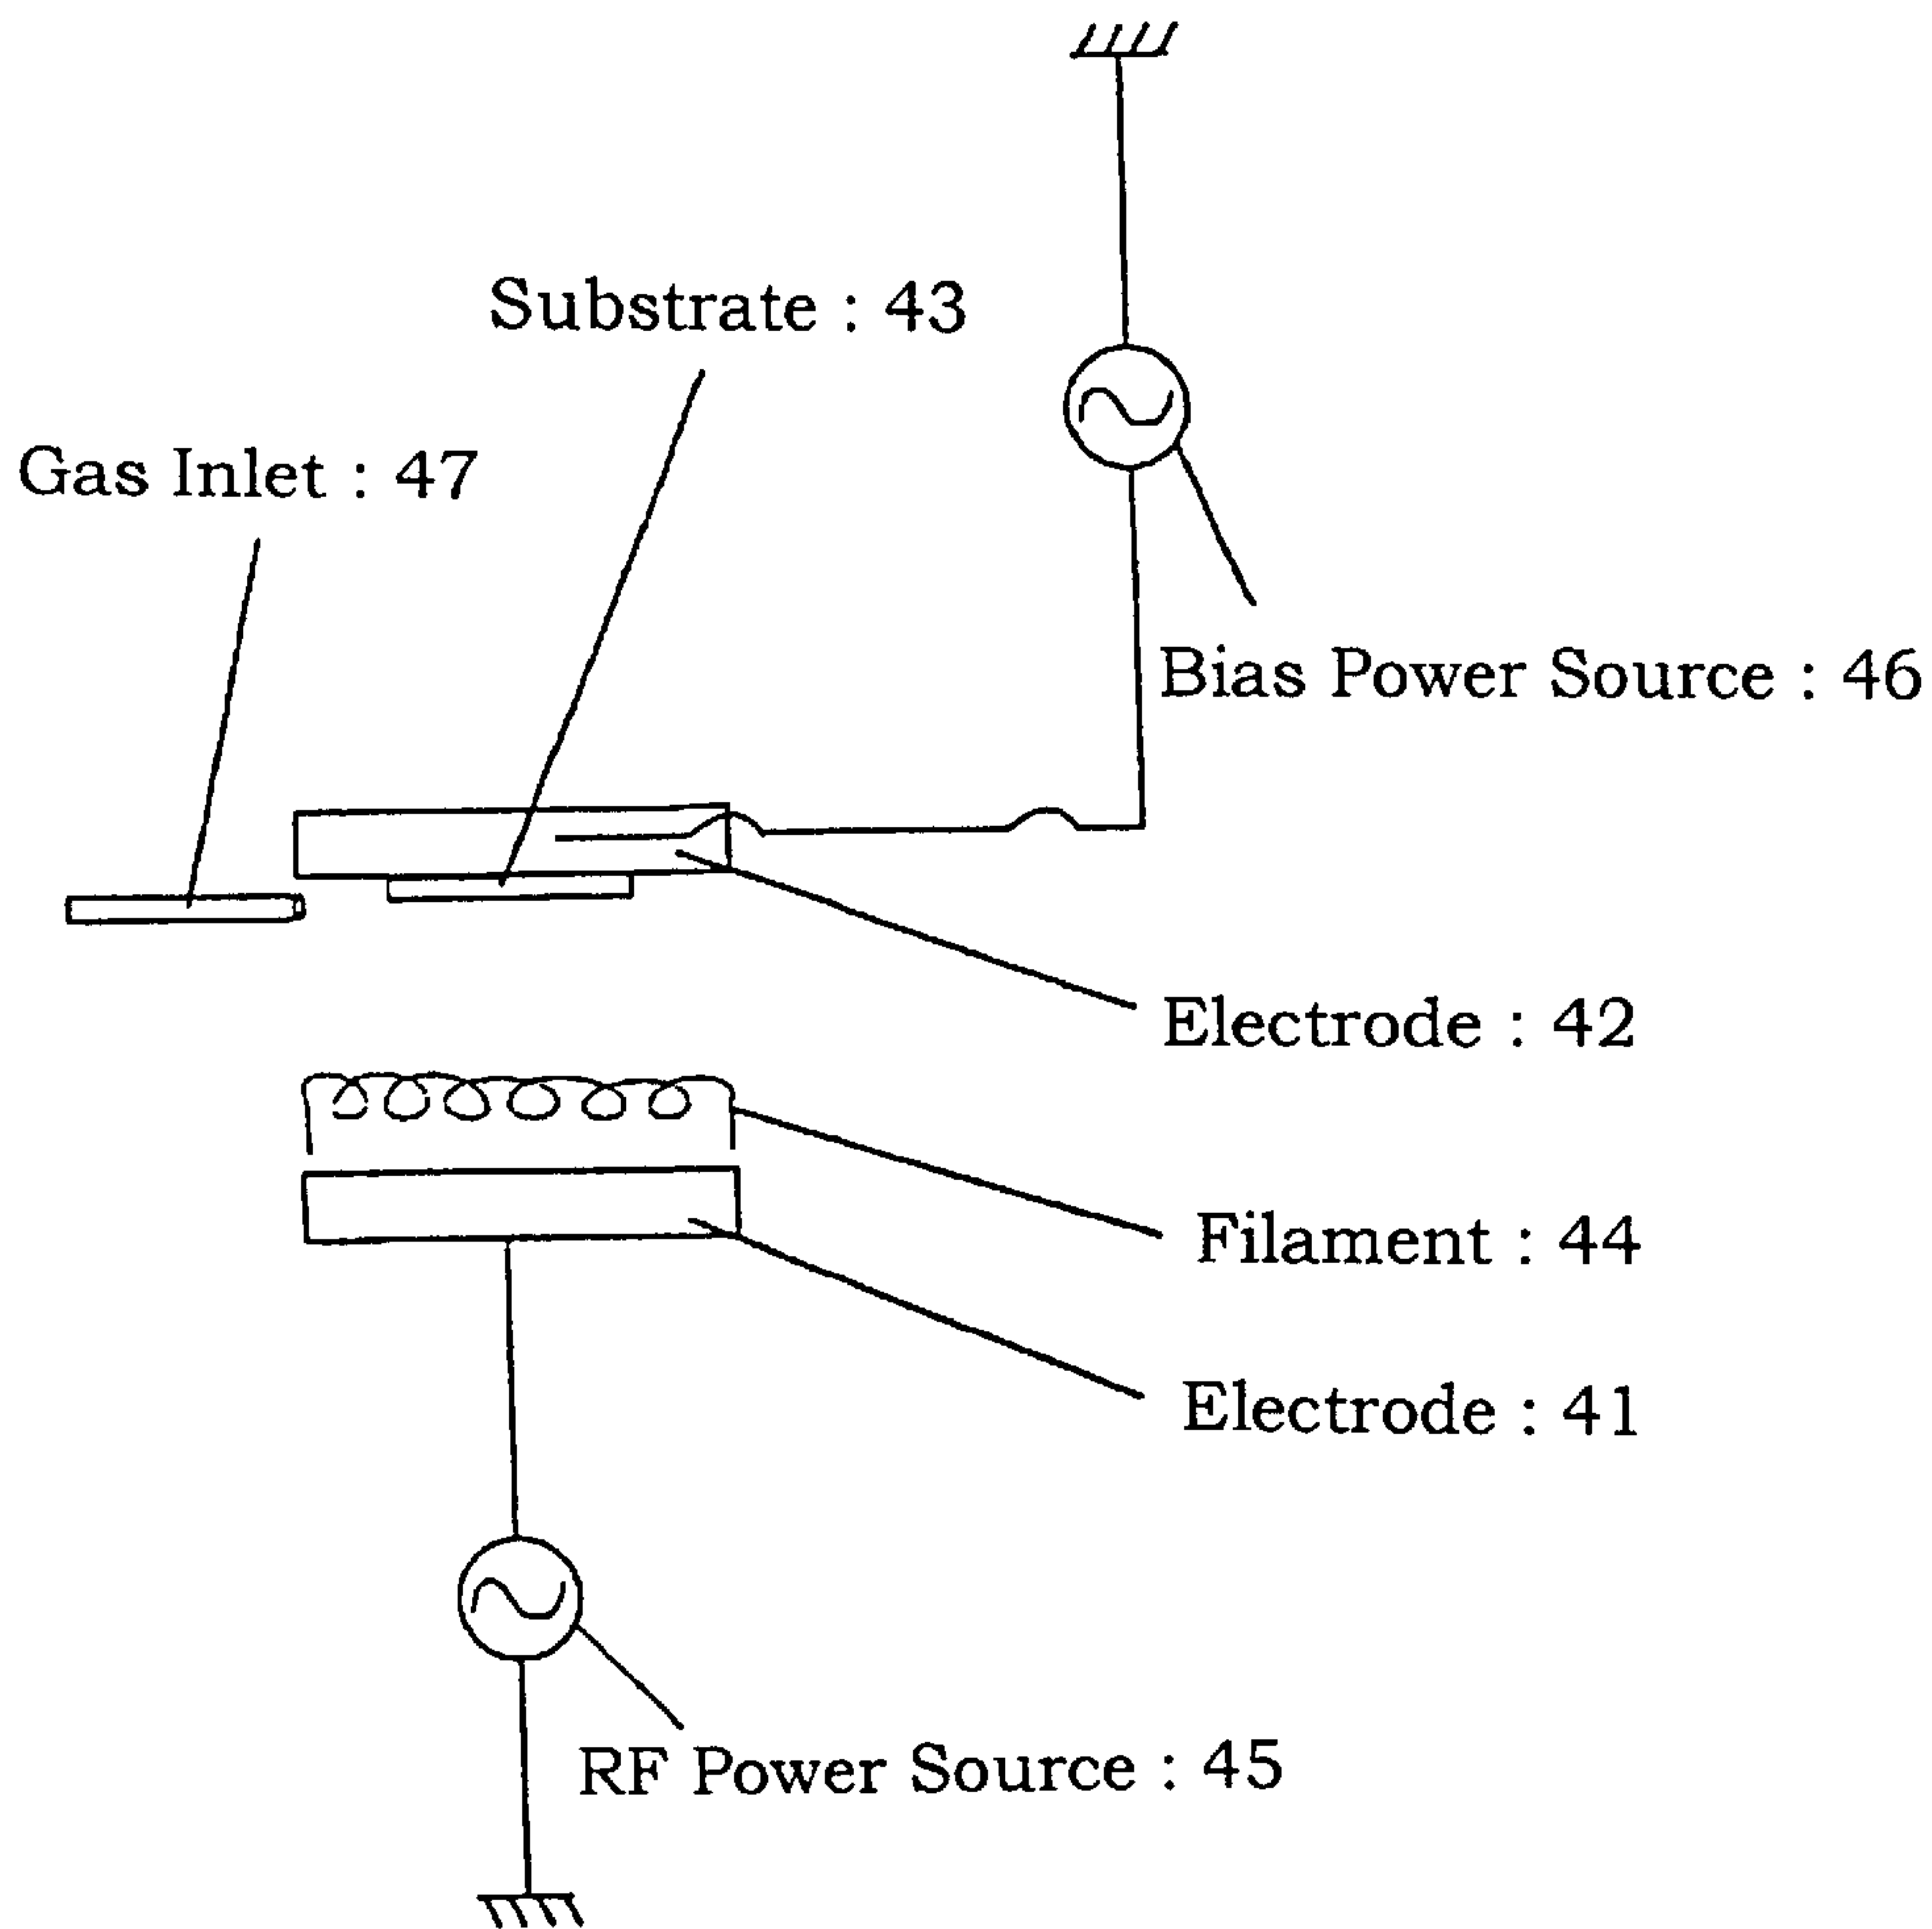 Substrate : 43
Gas Inlet : 47
Bias Power Source : 46
Electrode : 42
Filament : 44
Electrode : 41
RF Power Source : 45